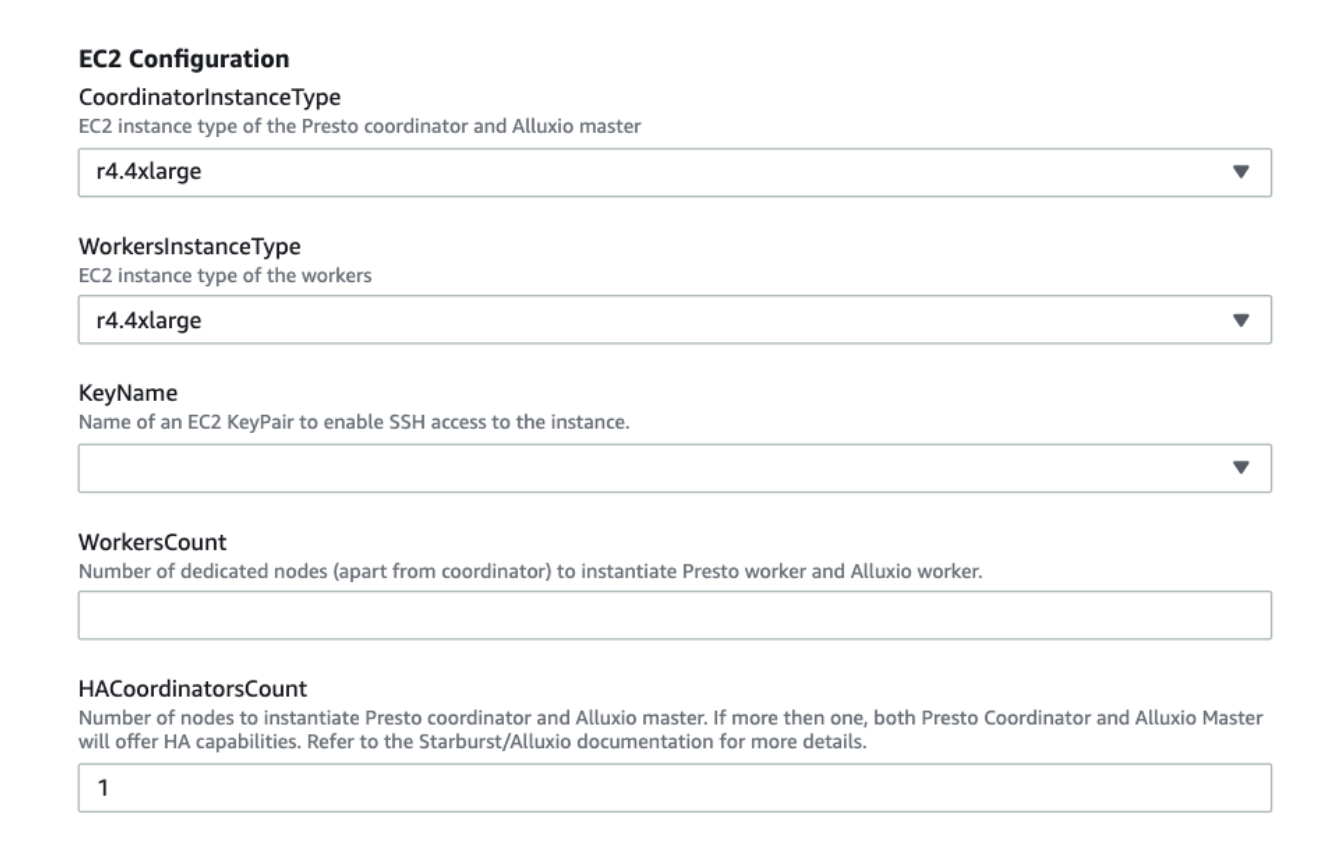 EC2 Configuration
CoordinatorInstanceType
EC2 instance type of the Presto coordinator and Alluxio master
r4.4xlarge
WorkersInstanceType
EC2 instance type of the workers
r4.4xlarge
KeyName
Name of an EC2 KeyPair to enable SSH access to the instance.
WorkersCount
Number of dedicated nodes (apart from coordinator) to instantiate Presto worker and Alluxio worker.
HACoordinatorsCount
Number of nodes to instantiate Presto coordinator and Alluxio master. If more then one, both Presto Coordinator and Alluxio Master
will offer HA capabilities. Refer to the Starburst/Alluxio documentation for more details.
1